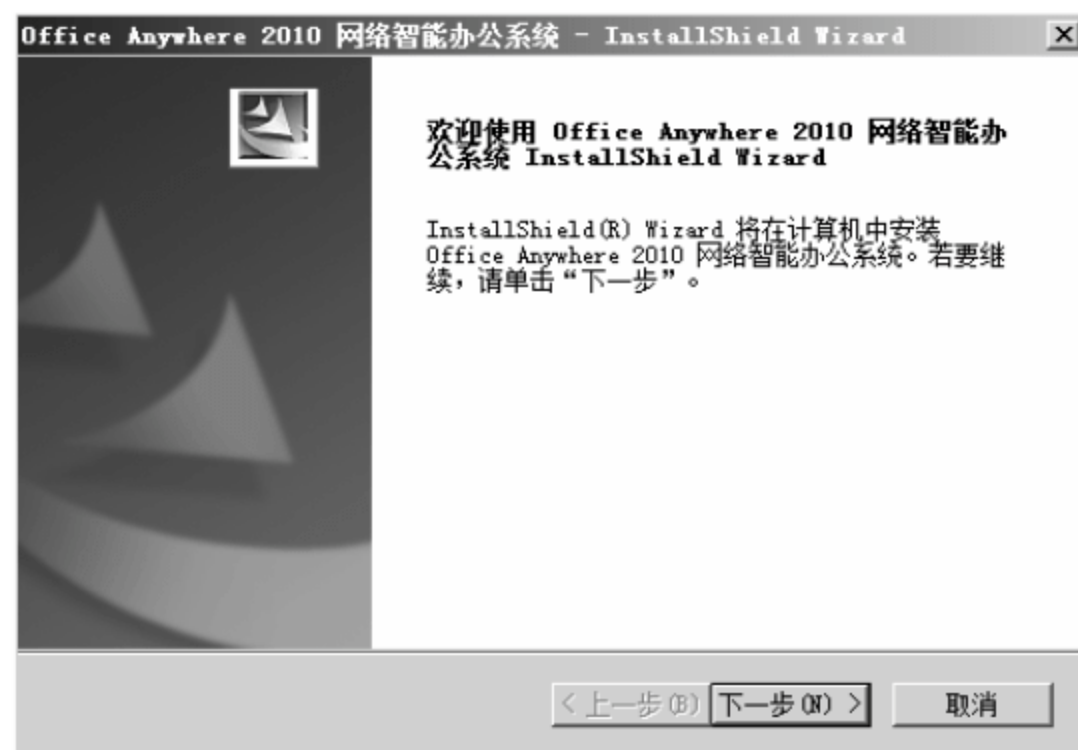 Office Anywhere 2010 网络智能办公系统 - InstallShield Wizard
欢迎使用 Office Anywhere 2010 网络智能办
公系统 InstallShield Wizard
InstallShield(R) Wizard 将在计算机中安装
Office Anywhere 2010 网络智能办公系统。若要继
续，请单击“下一步”。
< 上一步(B) 下一步(N) > 取消